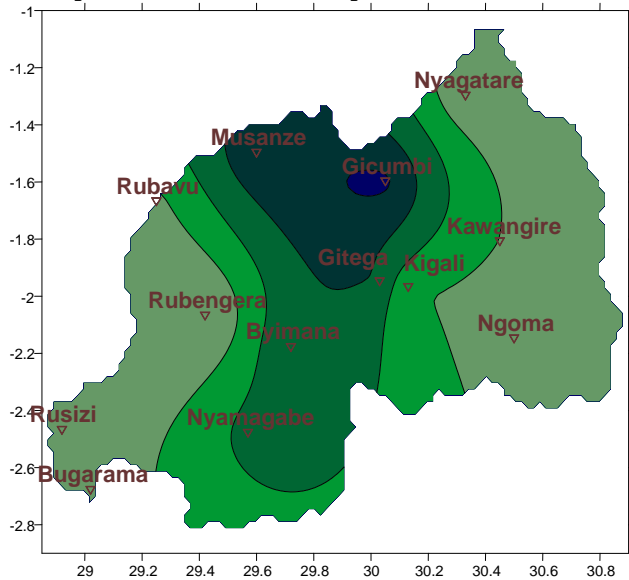 -1
-1.2
Nyagatare
-1.4
Musanze
Gicumbi
-1.6
Rubavu
-1.8
Kawangire
Gitega
Kigali
-2
Rubengera
Ngoma
Byimana
-2.2
-2.4
Rusizi
Nyamagabe
-2.6
Bugarama
-2.8
29 29.2 29.4 29.6 29.8 30 30.2 30.4 30.6 30.8